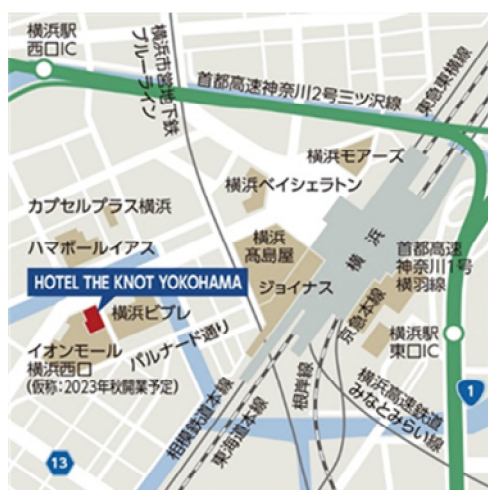 横浜駅
西口IC
横浜市営地下鉄
ブルーライン
首都高速神奈川2号三ツ沢線
東急東横線
横浜モアーズ
横浜ベイシェラトン
カプセルプラス横浜
ハマボールイアス
横浜
髙島屋
横浜
首都高速
神奈川1号
横羽線
HOTEL THE KNOT YOKOHAMA
ジョイナス
横浜ビブレ
京急本線
イオンモール
横浜西口
(仮称:2023年秋開業予定)
パルナード通り
横浜駅
東口IC
相模鉄道本線
東海道本線
根岸線
横浜高速鉄道
みなとみらい線
1
13